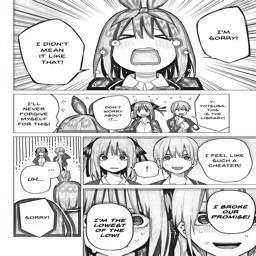 I'M
SORRY!
I DIDN'T
MEAN IT
LIKE
THAT!
YOTSUBA,
THIS IS
THE
LIBRARY!
DON'T
WORRY
ABOUT
IT...
I'LL
NEVER
FORGIVE
MYSELF
FOR THIS!
I FEEL LIKE
SUCH A
CHEATER!
!
UH...
I BROKE
OUR
PROMISE!
I'M THE
LOWEST
OF THE
LOW!
SORRY!